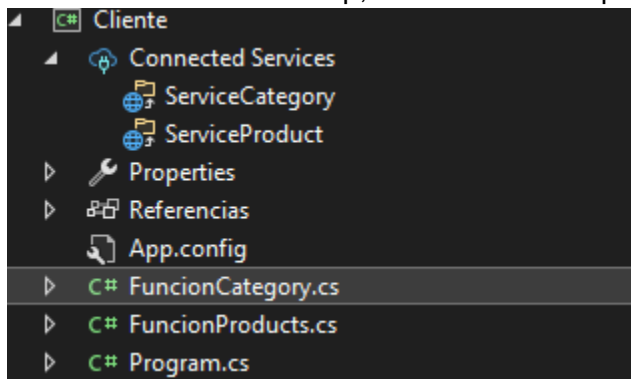 C# Cliente
Connected Services
ServiceCategory
ServiceProduct
Properties
Referencias
App.config
C# FuncionCategory.cs
C# FuncionProducts.cs
C# Program.cs